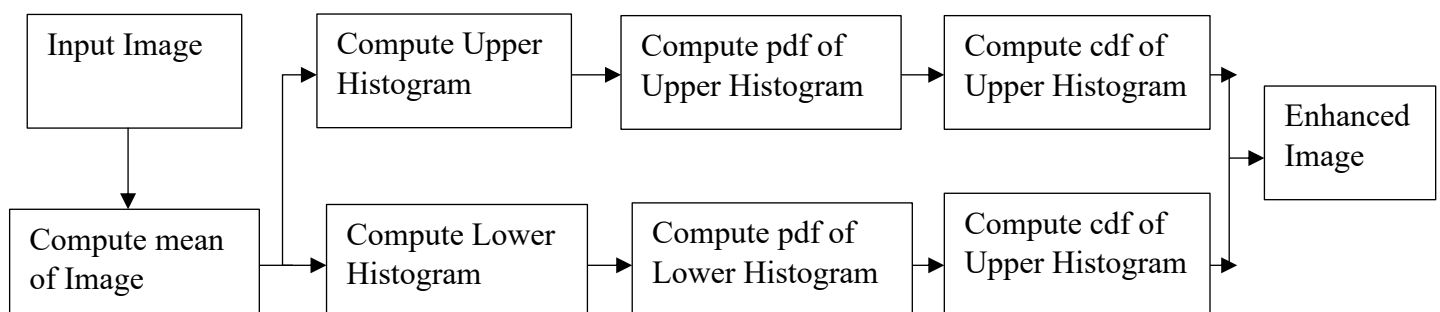 Input Image
Compute Upper
Histogram
Compute pdf of
Upper Histogram
Compute cdf of
Upper Histogram
Enhanced
Image
Compute mean
of Image
Compute Lower
Histogram
Compute pdf of
Lower Histogram
Compute cdf of
Upper Histogram